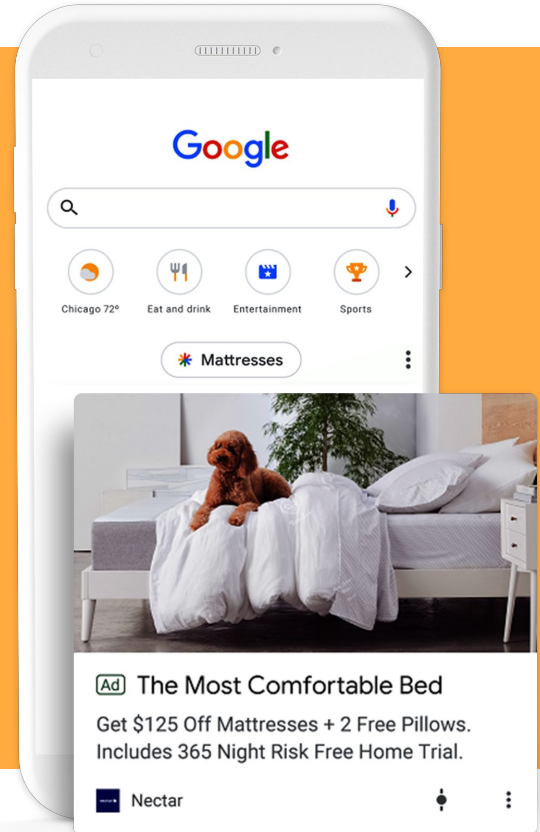 Google
Chicago 72°
Eat and drink
Entertainment
Sports
Mattresses
Ad The Most Comfortable Bed
Get $125 Off Mattresses + 2 Free Pillows.
Includes 365 Night Risk Free Home Trial.
Nectar